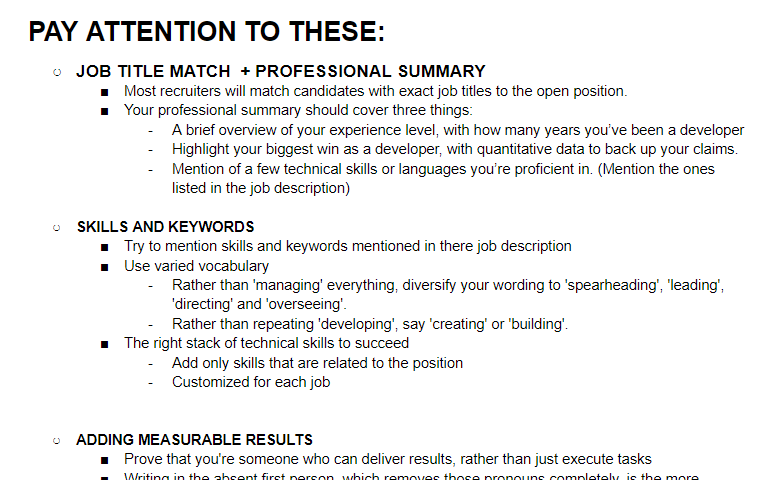 PAY ATTENTION TO THESE:
○ JOB TITLE MATCH + PROFESSIONAL SUMMARY
■ Most recruiters will match candidates with exact job titles to the open position.
■ Your professional summary should cover three things:
- A brief overview of your experience level, with how many years you've been a developer
- Highlight your biggest win as a developer, with quantitative data to back up your claims.
- Mention of a few technical skills or languages you're proficient in. (Mention the ones
listed in the job description)
○ SKILLS AND KEYWORDS
■ Try to mention skills and keywords mentioned in there job description
■ Use varied vocabulary
- Rather than 'managing' everything, diversify your wording to 'spearheading', 'leading',
'directing' and 'overseeing'.
- Rather than repeating 'developing', say 'creating' or 'building'.
■ The right stack of technical skills to succeed
- Add only skills that are related to the position
- Customized for each job
○ ADDING MEASURABLE RESULTS
■ Prove that you're someone who can deliver results, rather than just execute tasks
■ Writing in the absent first person, which removes those pronouns completely, is the more